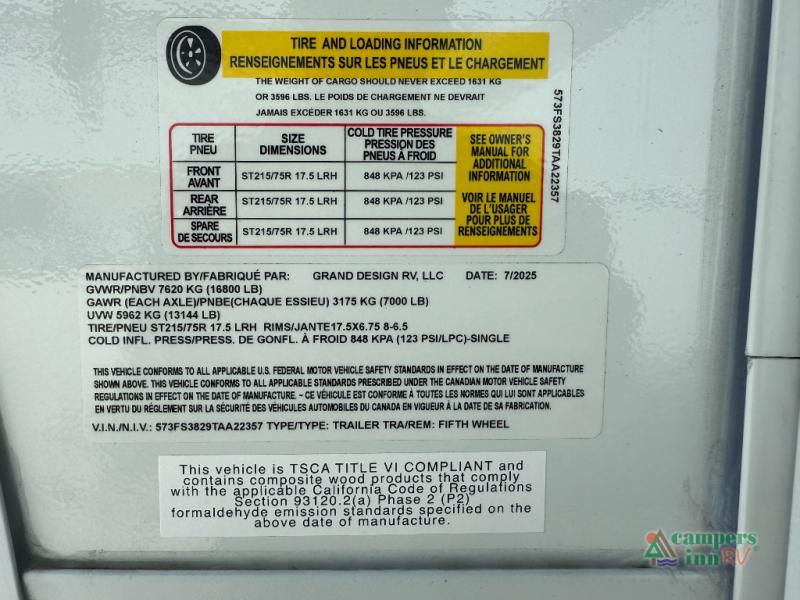 TIRE AND LOADING INFORMATION
RENSEIGNEMENTS SUR LES PNEUS ET LE CHARGEMENT
THE WEIGHT OF CARGO SHOULD NEVER EXCEED 1631 KG
OR 3596 LBS. LE POIDS DE CHARGEMENT NE DEVRAIT
JAMAIS EXCÉDER 1631 KG OU 3596 LBS.
TIRE
PNEU
SIZE
DIMENSIONS
COLD TIRE PRESSURE
PRESSION DES
PNEUS À FROID
FRONT
AVANT
ST215/75R 17.5 LRH
848 KPA /123 PSI
REAR
ARRIÈRE
ST215/75R 17.5 LRH
848 KPA /123 PSI
SPARE
DE SECOURS
ST215/75R 17.5 LRH
848 KPA /123 PSI
SEE OWNER'S
MANUAL FOR
ADDITIONAL
INFORMATION
VOIR LE MANUEL
DE L'USAGER
POUR PLUS DE
RENSEIGNEMENTS
573FS3829TAA22357
MANUFACTURED BY/FABRIQUÉ PAR: GRAND DESIGN RV, LLC DATE: 7/2025
GVWR/PNBV 7620 KG (16800 LB)
GAWR (EACH AXLE)/PNBE(CHAQUE ESSIEU) 3175 KG (7000 LB)
UVW 5962 KG (13144 LB)
TIRE/PNEU ST215/75R 17.5 LRH RIMS/JANTE17.5X6.75 8-6.5
COLD INFL. PRESS/PRESS. DE GONFL. À FROID 848 KPA (123 PSI/LPC)-SINGLE
THIS VEHICLE CONFORMS TO ALL APPLICABLE U.S. FEDERAL MOTOR VEHICLE SAFETY STANDARDS IN EFFECT ON THE DATE OF MANUFACTURE
SHOWN ABOVE. THIS VEHICLE CONFORMS TO ALL APPLICABLE STANDARDS PRESCRIBED UNDER THE CANADIAN MOTOR VEHICLE SAFETY
REGULATIONS IN EFFECT ON THE DATE OF MANUFACTURE. ~ CE VÉHICULE EST CONFORME À TOUTES LES NORMES QUI LUI SONT APPLICABLES
EN VERTU DU RÉGLEMENT SUR LA SÉCURITÉ DES VÉHICULES AUTOMOBILES DU CANADA EN VIGUEUR À LA DATE DE SA FABRICATION.
V.I.N./N.I.V.: 573FS3829TAA22357 TYPE/TYPE: TRAILER TRA/REM: FIFTH WHEEL
This vehicle is TSCA TITLE VI COMPLIANT and
contains composite wood products that comply
with the applicable California Code of Regulations
Section 93120.2(a) Phase 2 (P2)
formaldehyde emission standards specified on the
above date of manufacture.
campers
inn RV